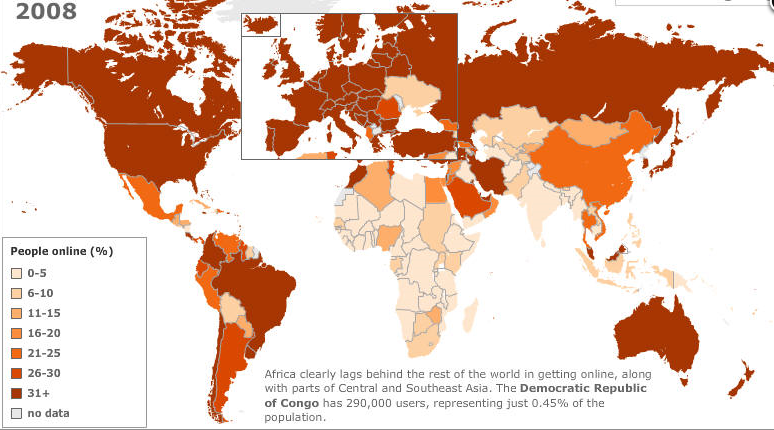 2008
People online (%)
0-5
6-10
11-15
16-20
21-25
26-30
31+
no data
Africa clearly lags behind the rest of the world in getting online, along
with parts of Central and Southeast Asia. The Democratic Republic
of Congo has 290,000 users, representing just 0.45% of the
population.